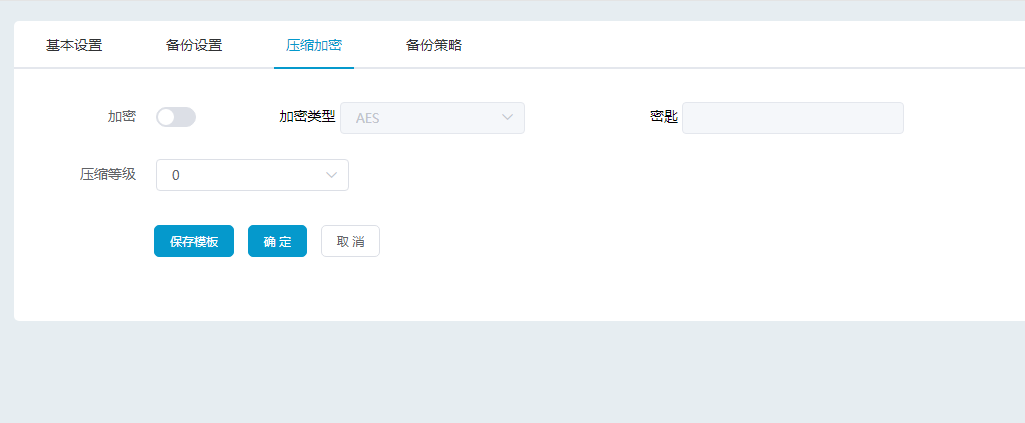 基本设置 备份设置 压缩加密 备份策略
加密 加密类型 AES 密匙
压缩等级 0
保存模板 确 定 取 消